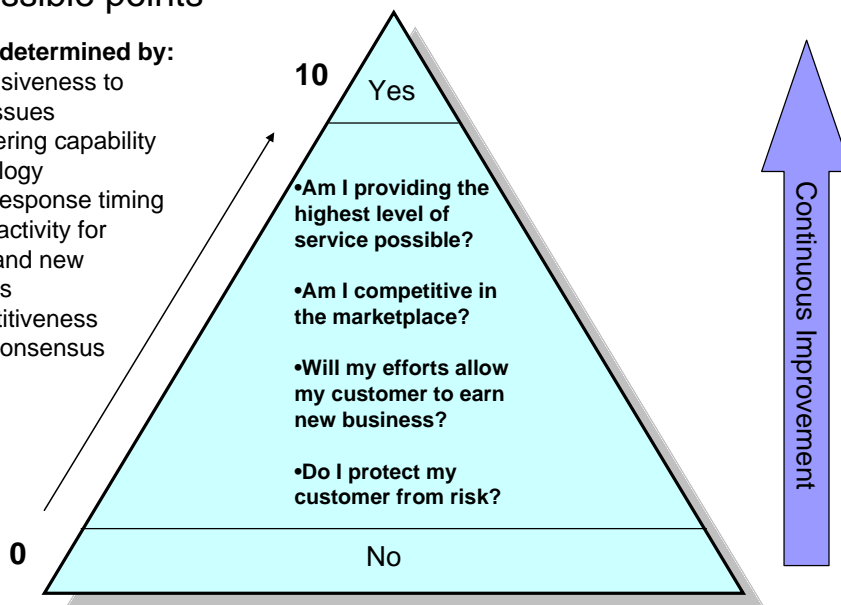 ssible points
determined by:
siveness to
ssues
ering capability
logy
esponse timing
activity for
and new
s
titiveness
onsensus
10
Yes
•Am I providing the
highest level of
service possible?
•Am I competitive in
the marketplace?
•Will my efforts allow
my customer to earn
new business?
•Do I protect my
customer from risk?
0
No
Continuous Improvement